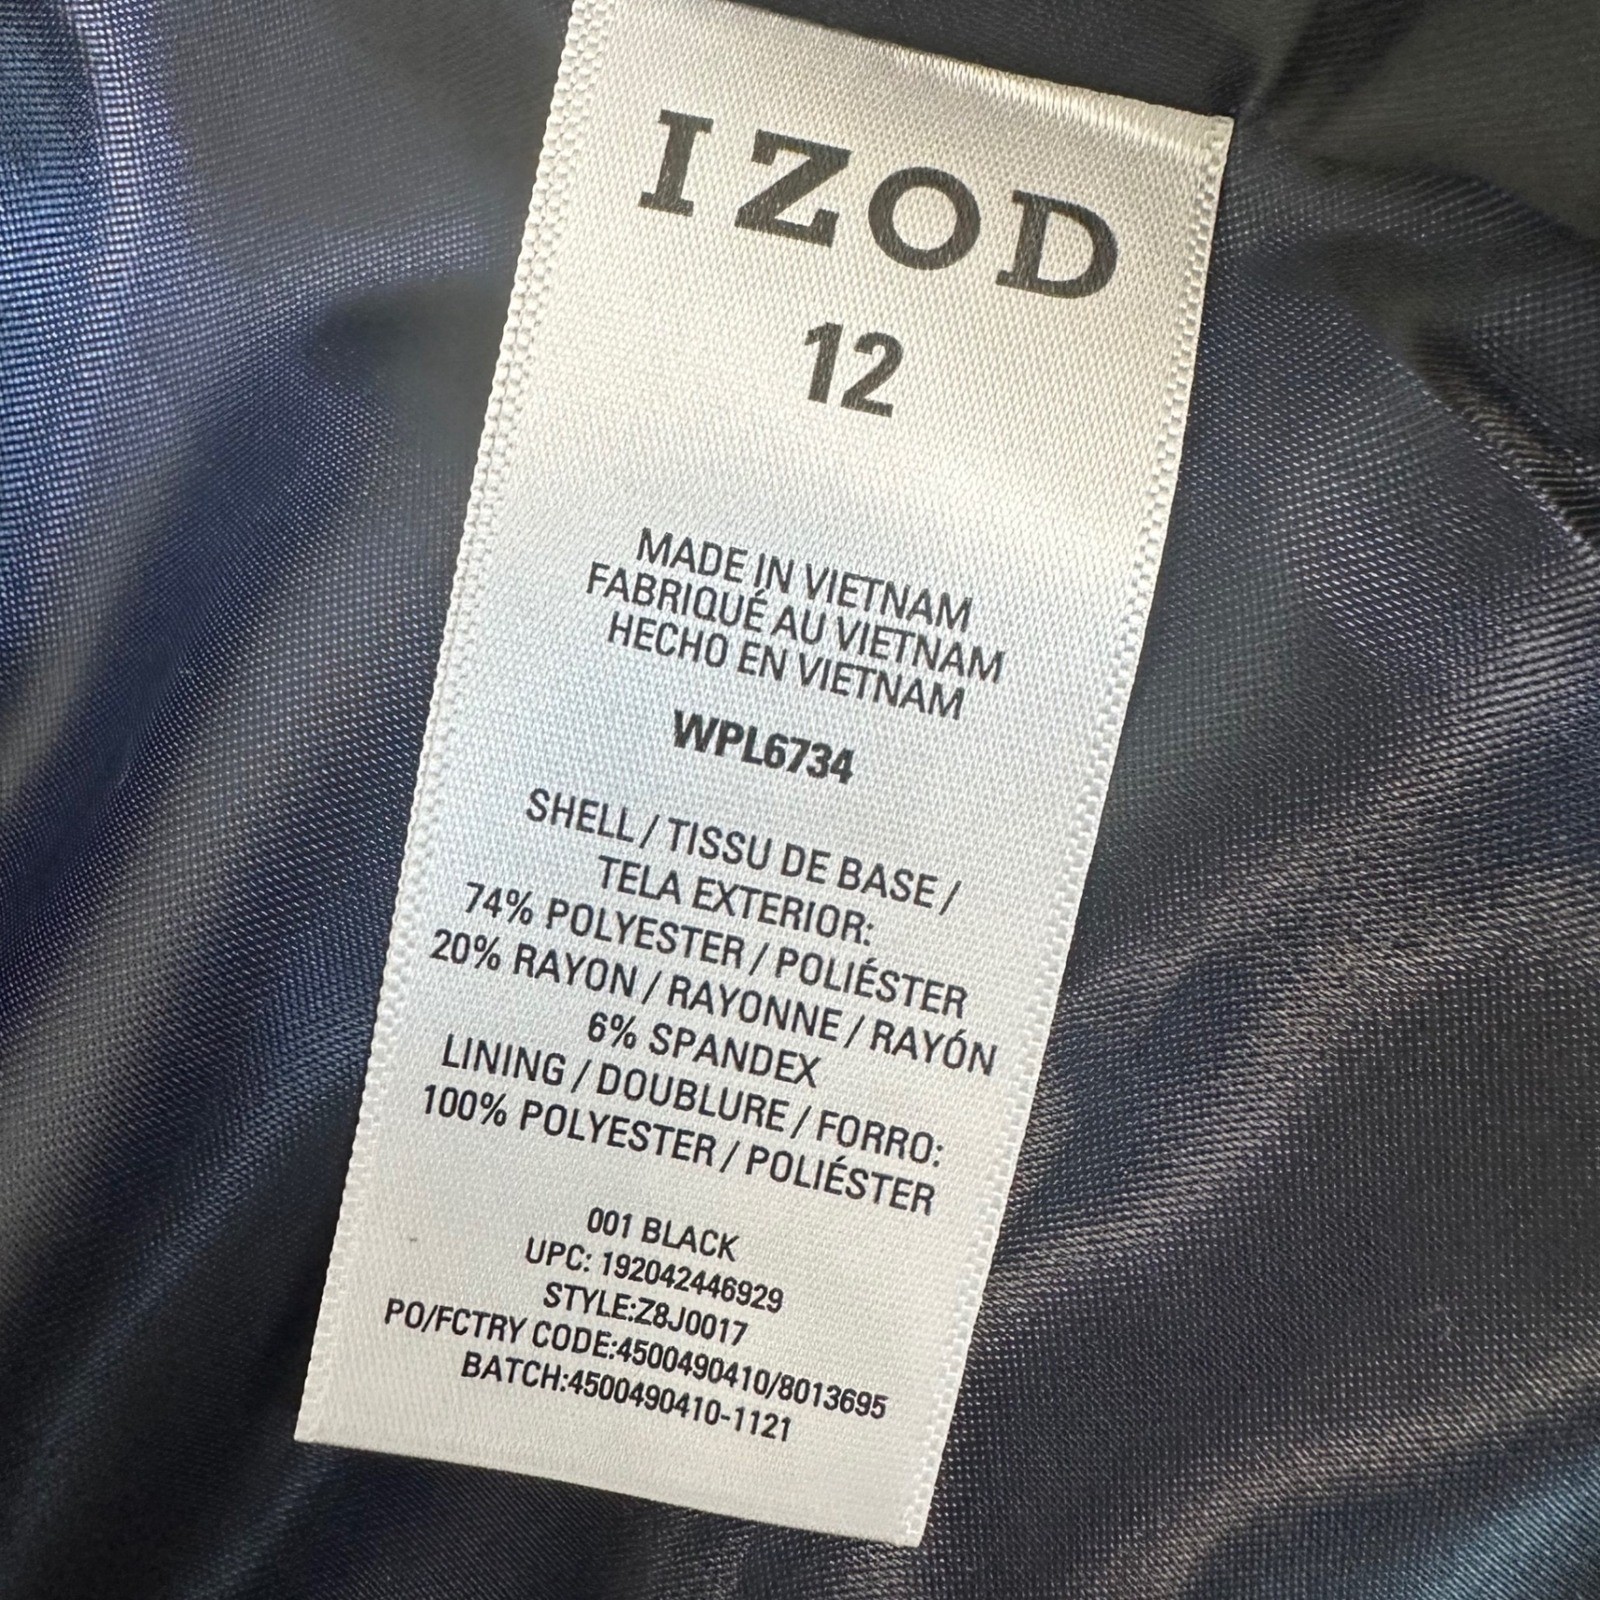 IZOD
12
MADE IN VIETNAM
FABRIQUÉ AU VIETNAM
HECHO EN VIETNAM
WPL6734
SHELL / TISSU DE BASE /
TELA EXTERIOR:
74% POLYESTER / POLIÉSTER
20% RAYON / RAYONNE / RAYÓN
6% SPANDEX
LINING / DOUBLURE / FORRO:
100% POLYESTER / POLIÉSTER
001 BLACK
UPC: 192042446929
STYLE:Z8J0017
PO/FCTRY CODE:4500490410/8013695
BATCH:4500490410-1121